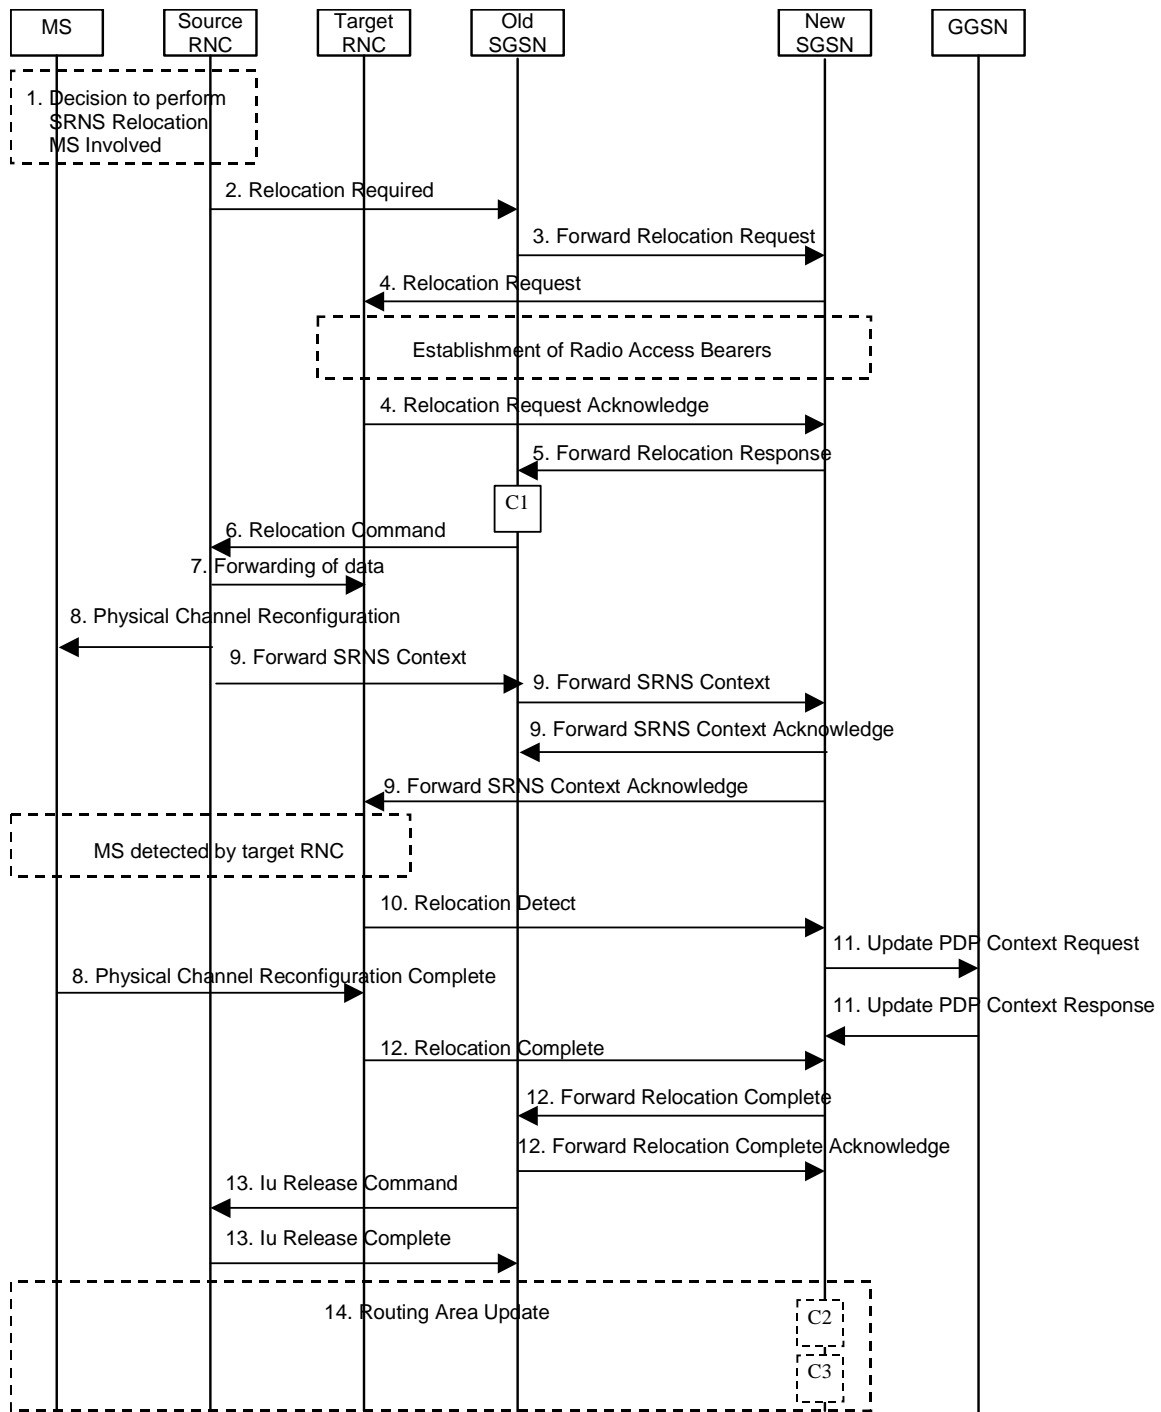 MS
Source
RNC
Target
RNC
Old
SGSN
New
SGSN
GGSN
1. Decision to perform
SRNS Relocation
MS Involved
2. Relocation Required
3. Forward Relocation Request
4. Relocation Request
Establishment of Radio Access Bearers
4. Relocation Request Acknowledge
5. Forward Relocation Response
C1
6. Relocation Command
7. Forwarding of data
8. Physical Channel Reconfiguration
9. Forward SRNS Context
9. Forward SRNS Context
9. Forward SRNS Context Acknowledge
9. Forward SRNS Context Acknowledge
MS detected by target RNC
10. Relocation Detect
11. Update PDP Context Request
8. Physical Channel Reconfiguration Complete
11. Update PDP Context Response
12. Relocation Complete
12. Forward Relocation Complete
12. Forward Relocation Complete Acknowledge
13. Iu Release Command
13. Iu Release Complete
14. Routing Area Update
C2
C3